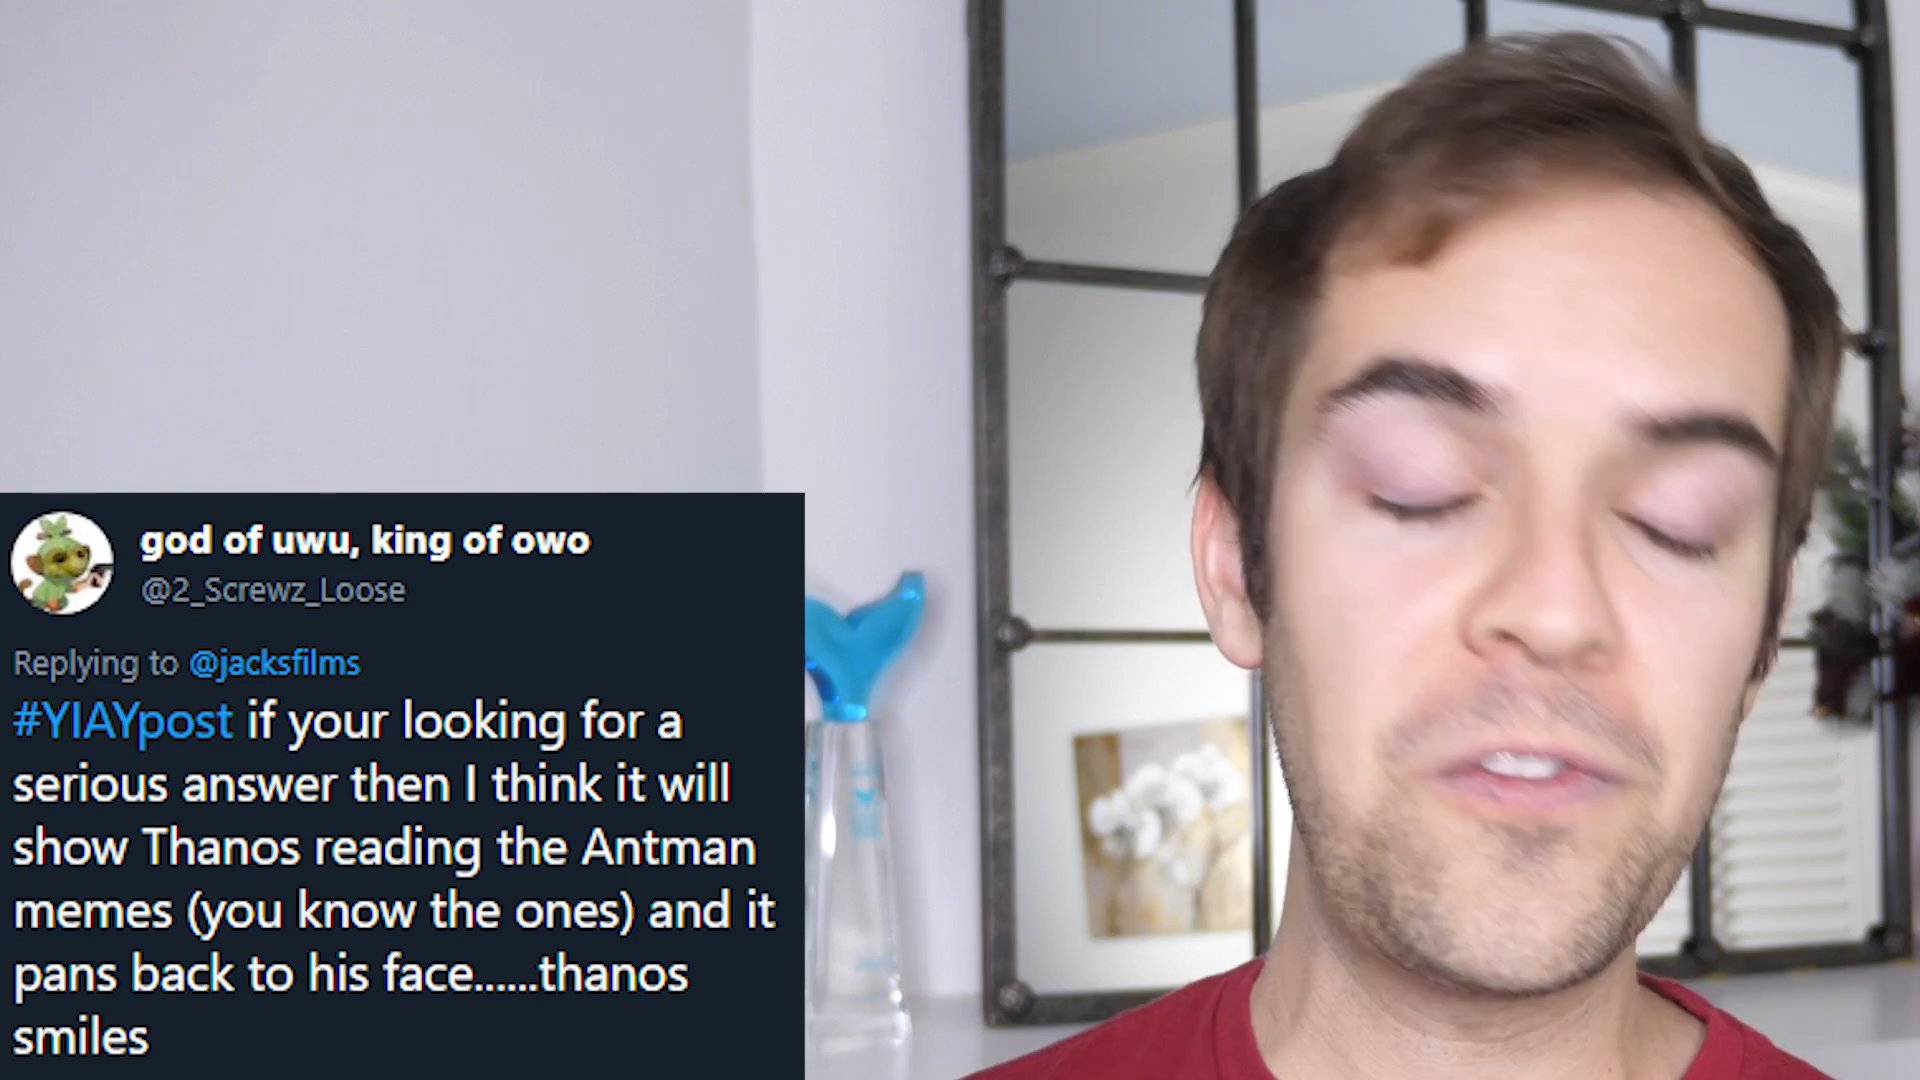 god of uwu, king of owo
@2_Screwz_Loose
Replying to @jacksfilms
#YIAYpost if your looking for a
serious answer then I think it will
show Thanos reading the Antman
memes (you know the ones) and it
pans back to his face......thanos
smiles